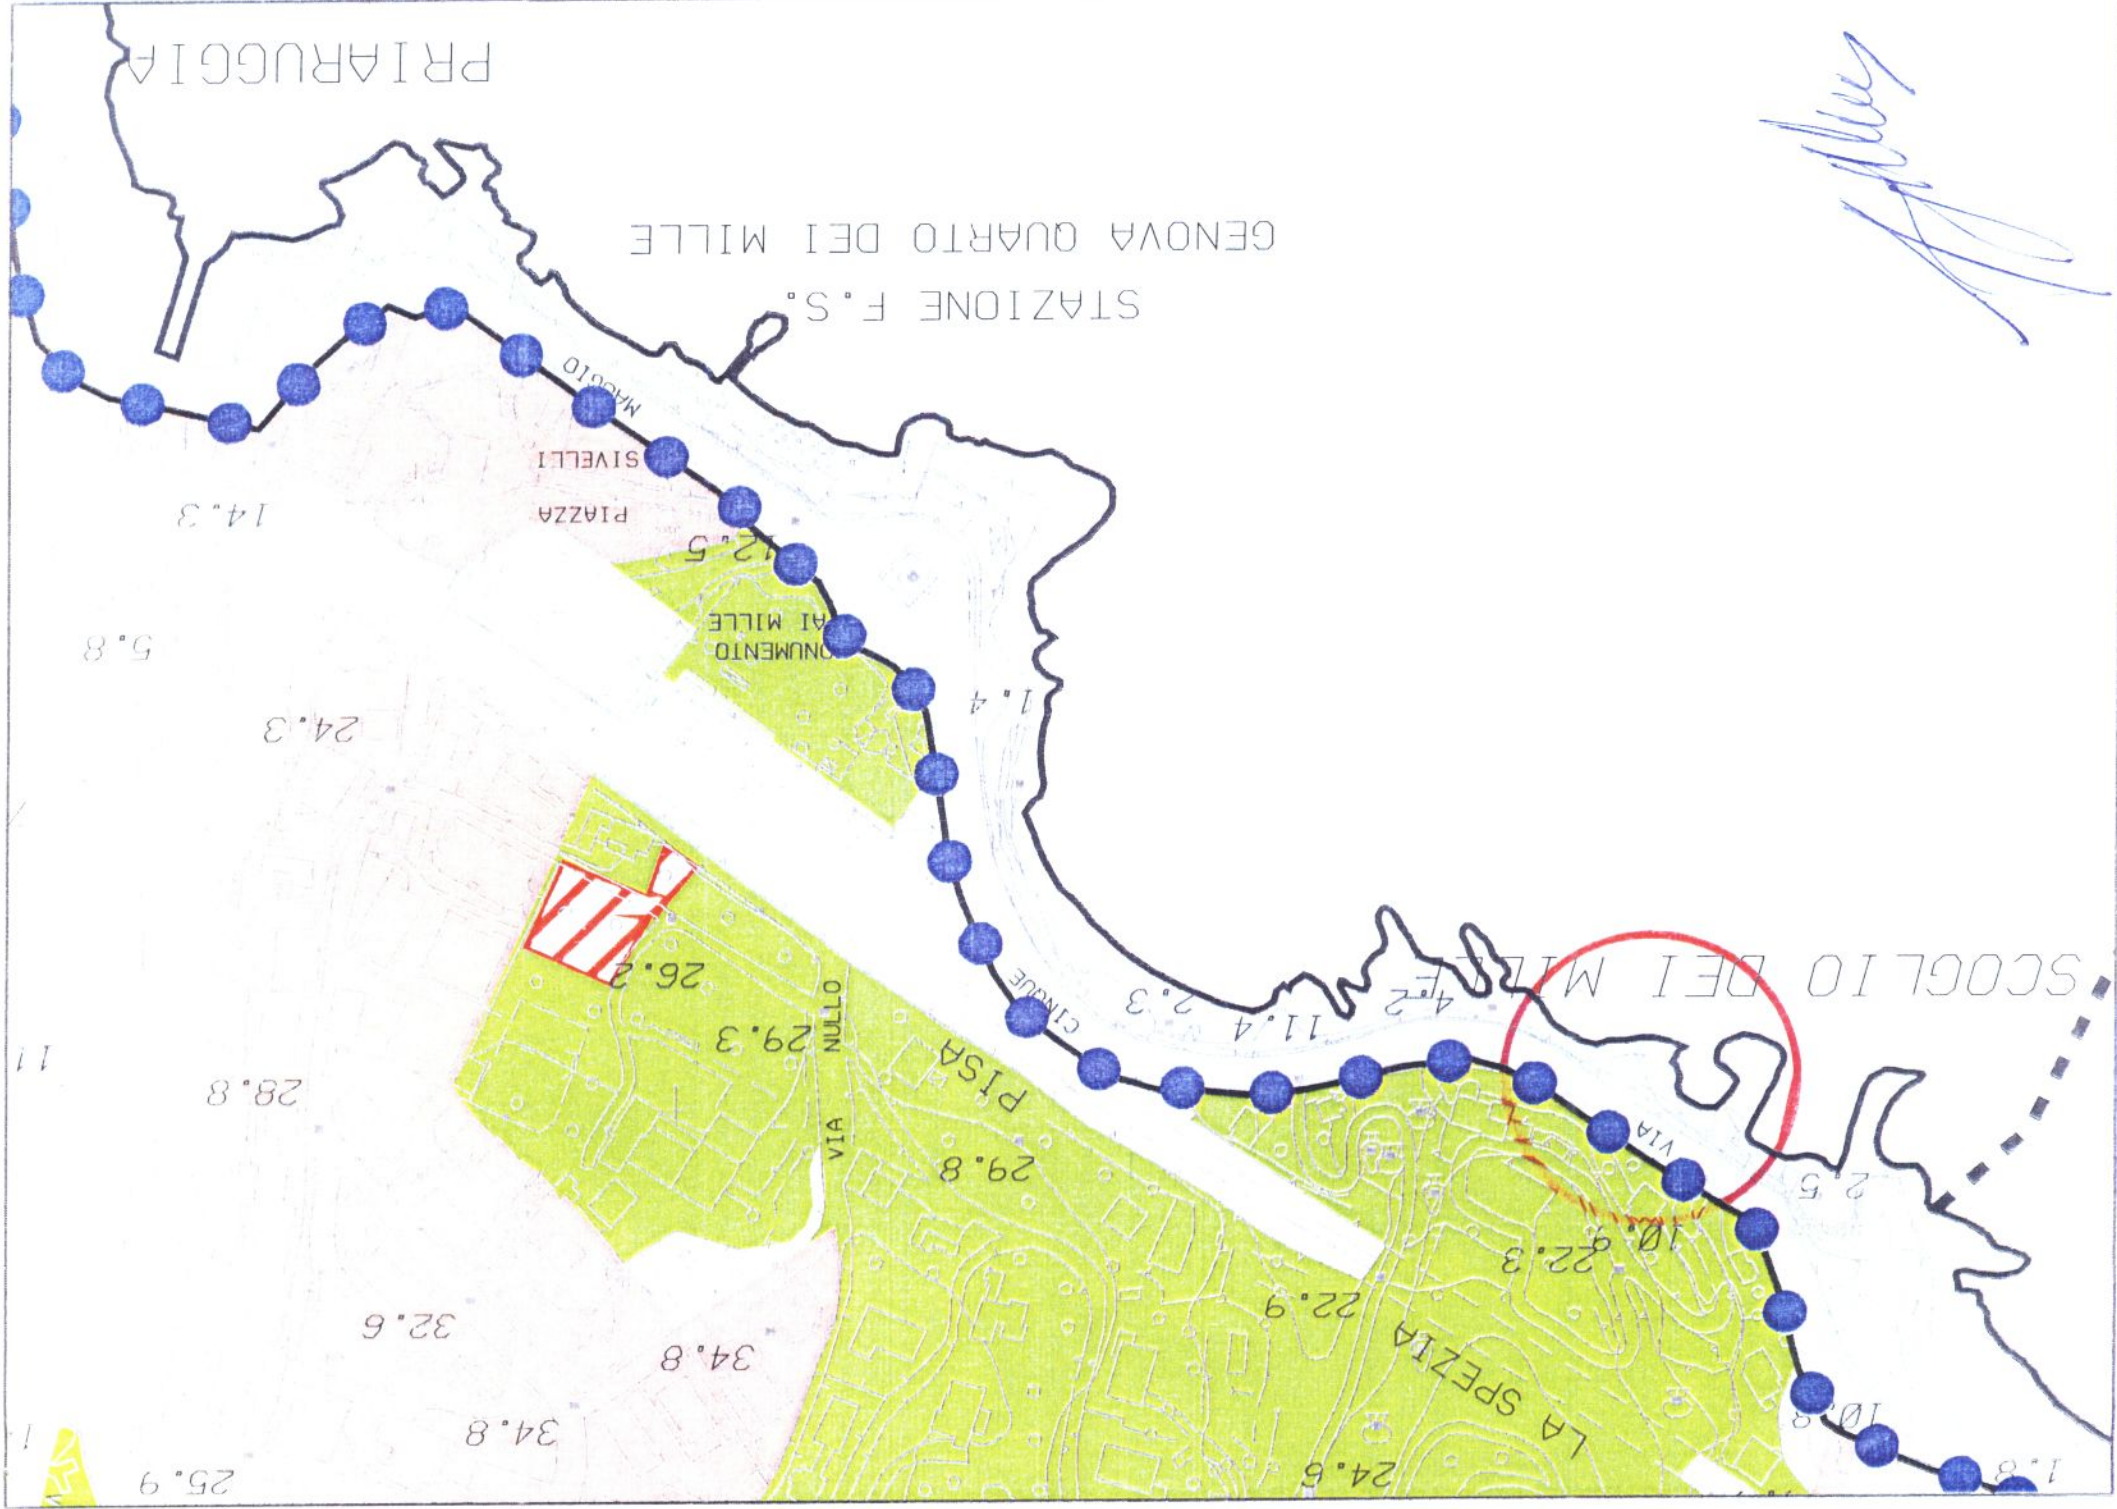 1.8
10.8
24.6
LA SPEZIA
22.9
22.3
10.9
2.5
VIA
SCOGLIO DEI MILLE
4.2
11.4
2.3
CINQUE
PISA
29.8
VIA NULLO
29.3
26.2
34.8
34.8
32.6
25.9
28.8
11
24.3
5.8
14.3
1.4
ONUMENTO
AI MILLE
12.5
PIAZZA
SIVELLI
MAGGIO
STAZIONE F.S.
GENOVA QUARTO DEI MILLE
PRIARUGGIA